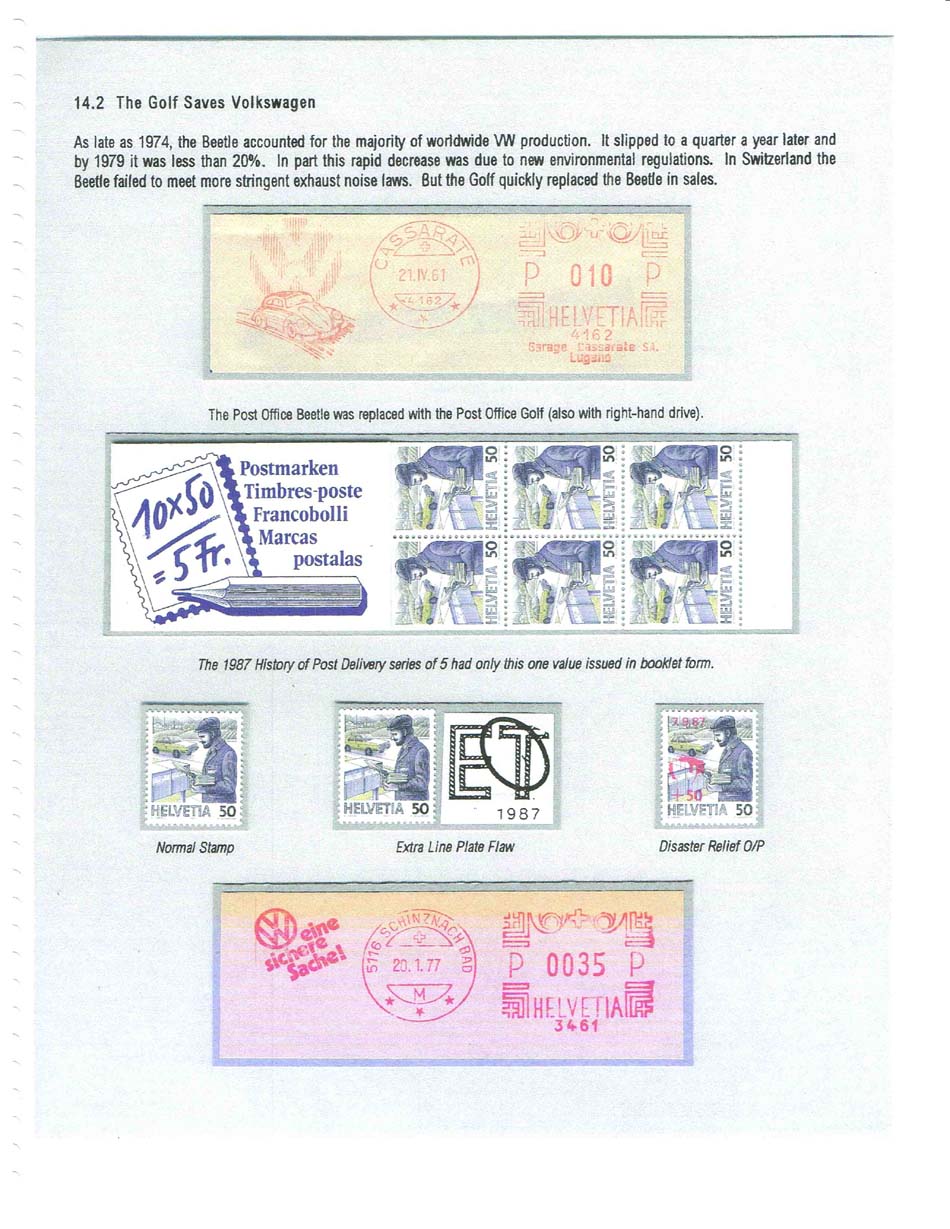 14.2 The Golf Saves Volkswagen
As late as 1974, the Beetle accounted for the majority of worldwide VW production. It slipped to a quarter a year later and
by 1979 it was less than 20%. In part this rapid decrease was due to new environmental regulations. In Switzerland the
Beetle failed to meet more stringent exhaust noise laws. But the Golf quickly replaced the Beetle in sales.
CASSARATE
21.IV.61
4162
P 010 P
HELVETIA
4162
Garage Cassarate SA.
Lugano
The Post Office Beetle was replaced with the Post Office Golf (also with right-hand drive).
10x50
= 5 Fr.
Postmarken
Timbres-poste
Francobolli
Marcas
postalas
HELVETIA 50
HELVETIA 50
HELVETIA 50
HELVETIA 50
HELVETIA 50
HELVETIA 50
The 1987 History of Post Delivery series of 5 had only this one value issued in booklet form.
HELVETIA 50
HELVETIA 50
ET
1987
7.9.87
+50
HELVETIA 50
Normal Stamp
Extra Line Plate Flaw
Disaster Relief O/P
VW eine
sichere
Sache!
5116 SCHINZNACH BAD
20.1.77
M
P 0035 P
HELVETIA
3461